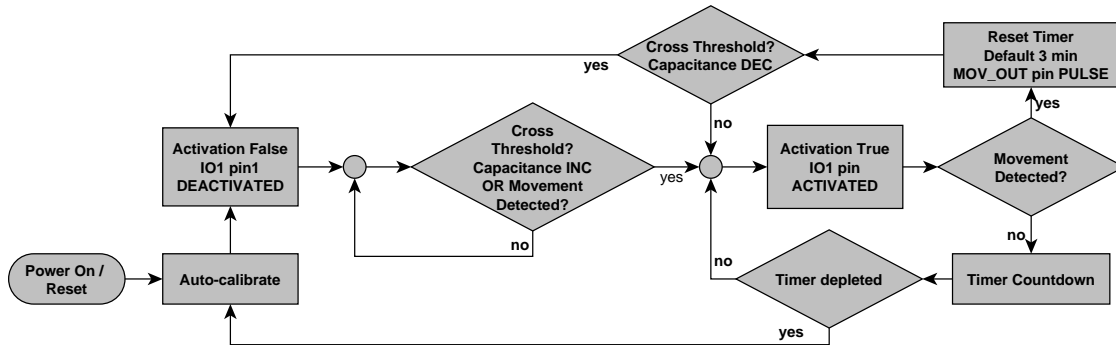 Cross Threshold?
Capacitance DEC
Reset Timer
Default 3 min
MOV_OUT pin PULSE
yes
yes
no
Activation False
IO1 pin1
DEACTIVATED
Cross
Threshold?
Capacitance INC
OR Movement
Detected?
yes
Activation True
IO1 pin
ACTIVATED
Movement
Detected?
no
no
no
Power On /
Reset
Auto-calibrate
Timer depleted
Timer Countdown
yes